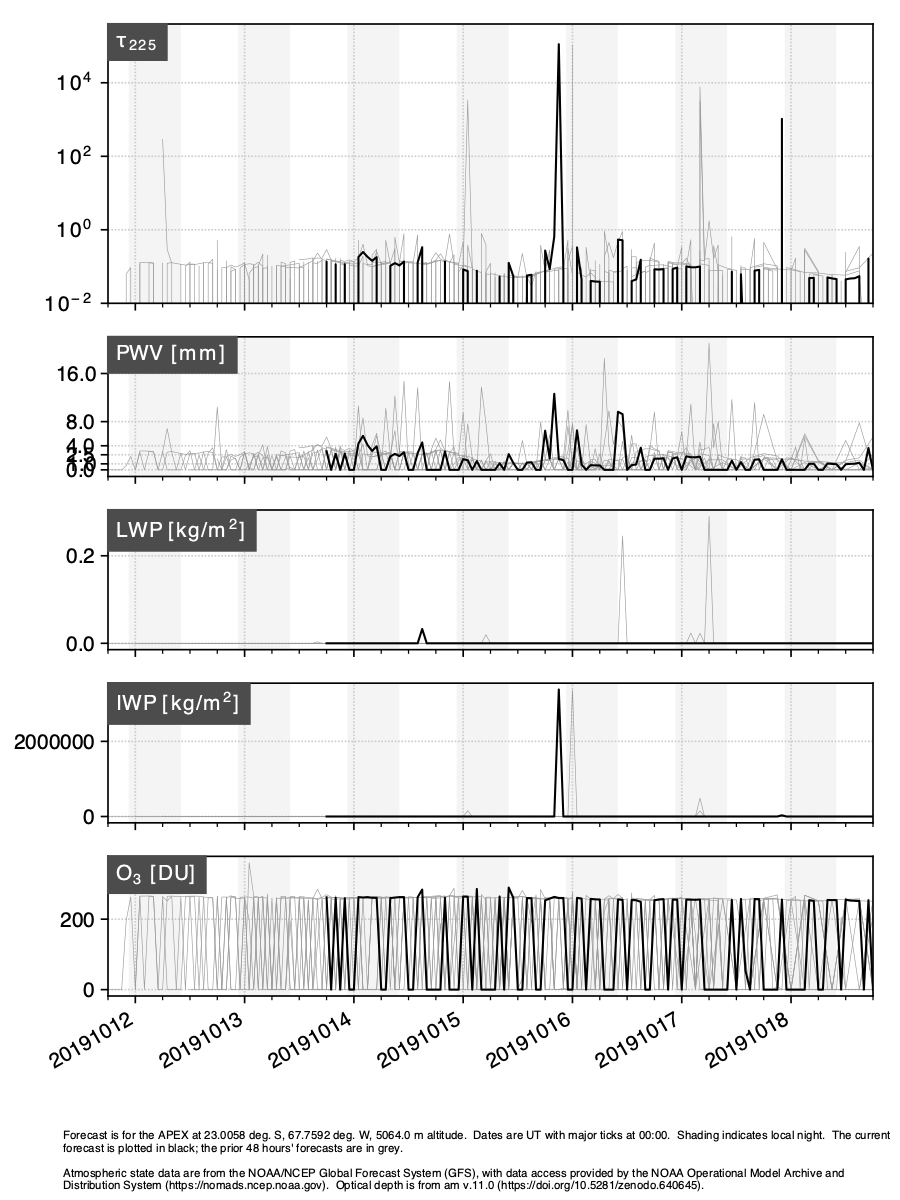 τ225
10^4
10^2
10^0
10^−2
PWV [mm]
16.0
8.0
4.0
0.0
LWP [kg/m^2]
0.2
0.0
IWP [kg/m^2]
2000000
0
O3 [DU]
200
0
20191012 20191013 20191014 20191015 20191016 20191017 20191018
Forecast is for the APEX at 23.0058 deg. S, 67.7592 deg. W, 5064.0 m altitude. Dates are UT with major ticks at 00:00. Shading indicates local night. The current
forecast is plotted in black; the prior 48 hours' forecasts are in grey.
Atmospheric state data are from the NOAA/NCEP Global Forecast System (GFS), with data access provided by the NOAA Operational Model Archive and
Distribution System (https://nomads.ncep.noaa.gov). Optical depth is from am v.11.0 (https://doi.org/10.5281/zenodo.640645).